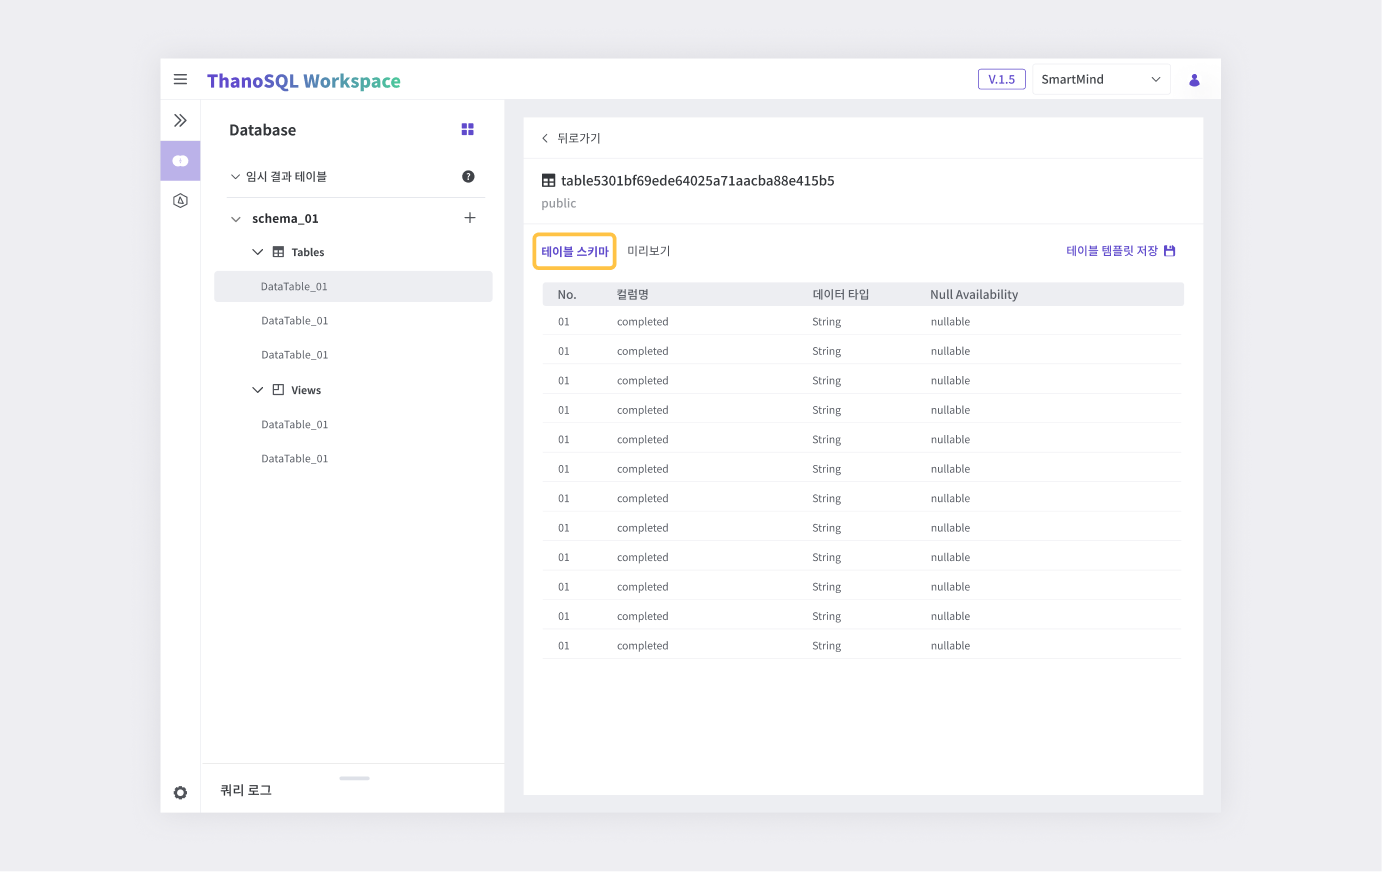 ThanoSQL Workspace
V.1.5
SmartMind
Database
임시 결과 테이블
?
schema_01
Tables
DataTable_01
DataTable_01
DataTable_01
Views
DataTable_01
DataTable_01
쿼리 로그
뒤로가기
table5301bf69ede64025a71aacba88e415b5
public
테이블 스키마 미리보기 테이블 템플릿 저장
No. 컬럼명 데이터 타입 Null Availability
01 completed String nullable
01 completed String nullable
01 completed String nullable
01 completed String nullable
01 completed String nullable
01 completed String nullable
01 completed String nullable
01 completed String nullable
01 completed String nullable
01 completed String nullable
01 completed String nullable
01 completed String nullable